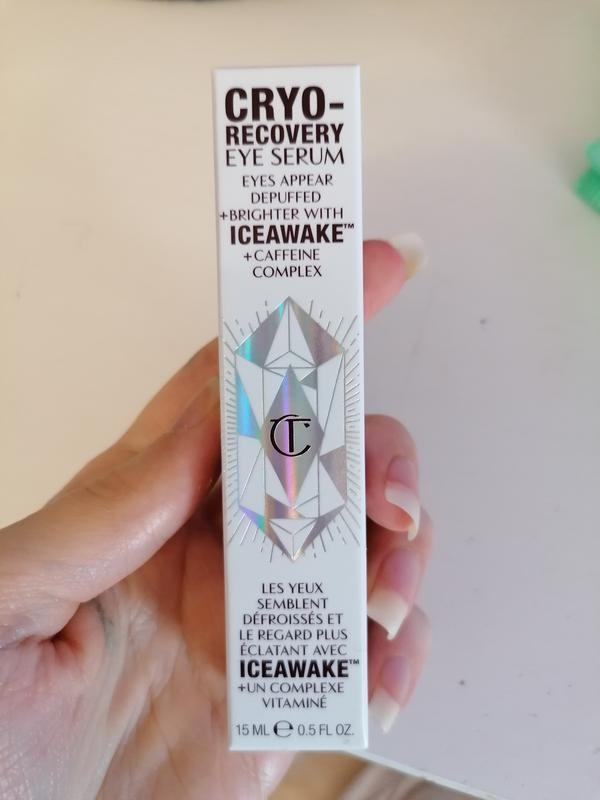 CRYO-
RECOVERY
EYE SERUM
EYES APPEAR
DEPUFFED
+BRIGHTER WITH
ICEAWAKE™
+CAFFEINE
COMPLEX
CT
LES YEUX
SEMBLENT
DÉFROISSÉS ET
LE REGARD PLUS
ÉCLATANT AVEC
ICEAWAKE™
+UN COMPLEXE
VITAMINÉ
15 ML ℮ 0.5 FL OZ.